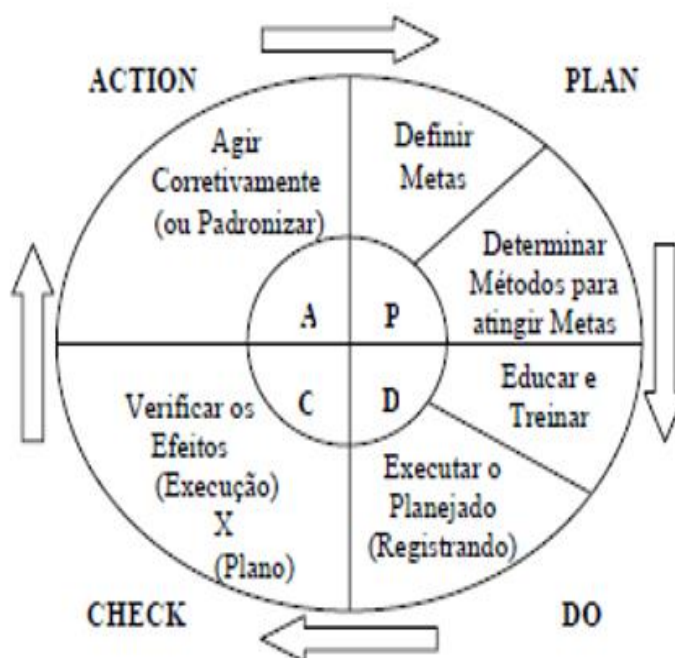 ACTION
PLAN
Agir
Corretivamente
(ou Padronizar)
Definir
Metas
Determinar
Métodos para
atingir Metas
A
P
C
D
Educar e
Treinar
Verificar os
Efeitos
(Execução)
X
(Plano)
Executar o
Planejado
(Registrando)
CHECK
DO